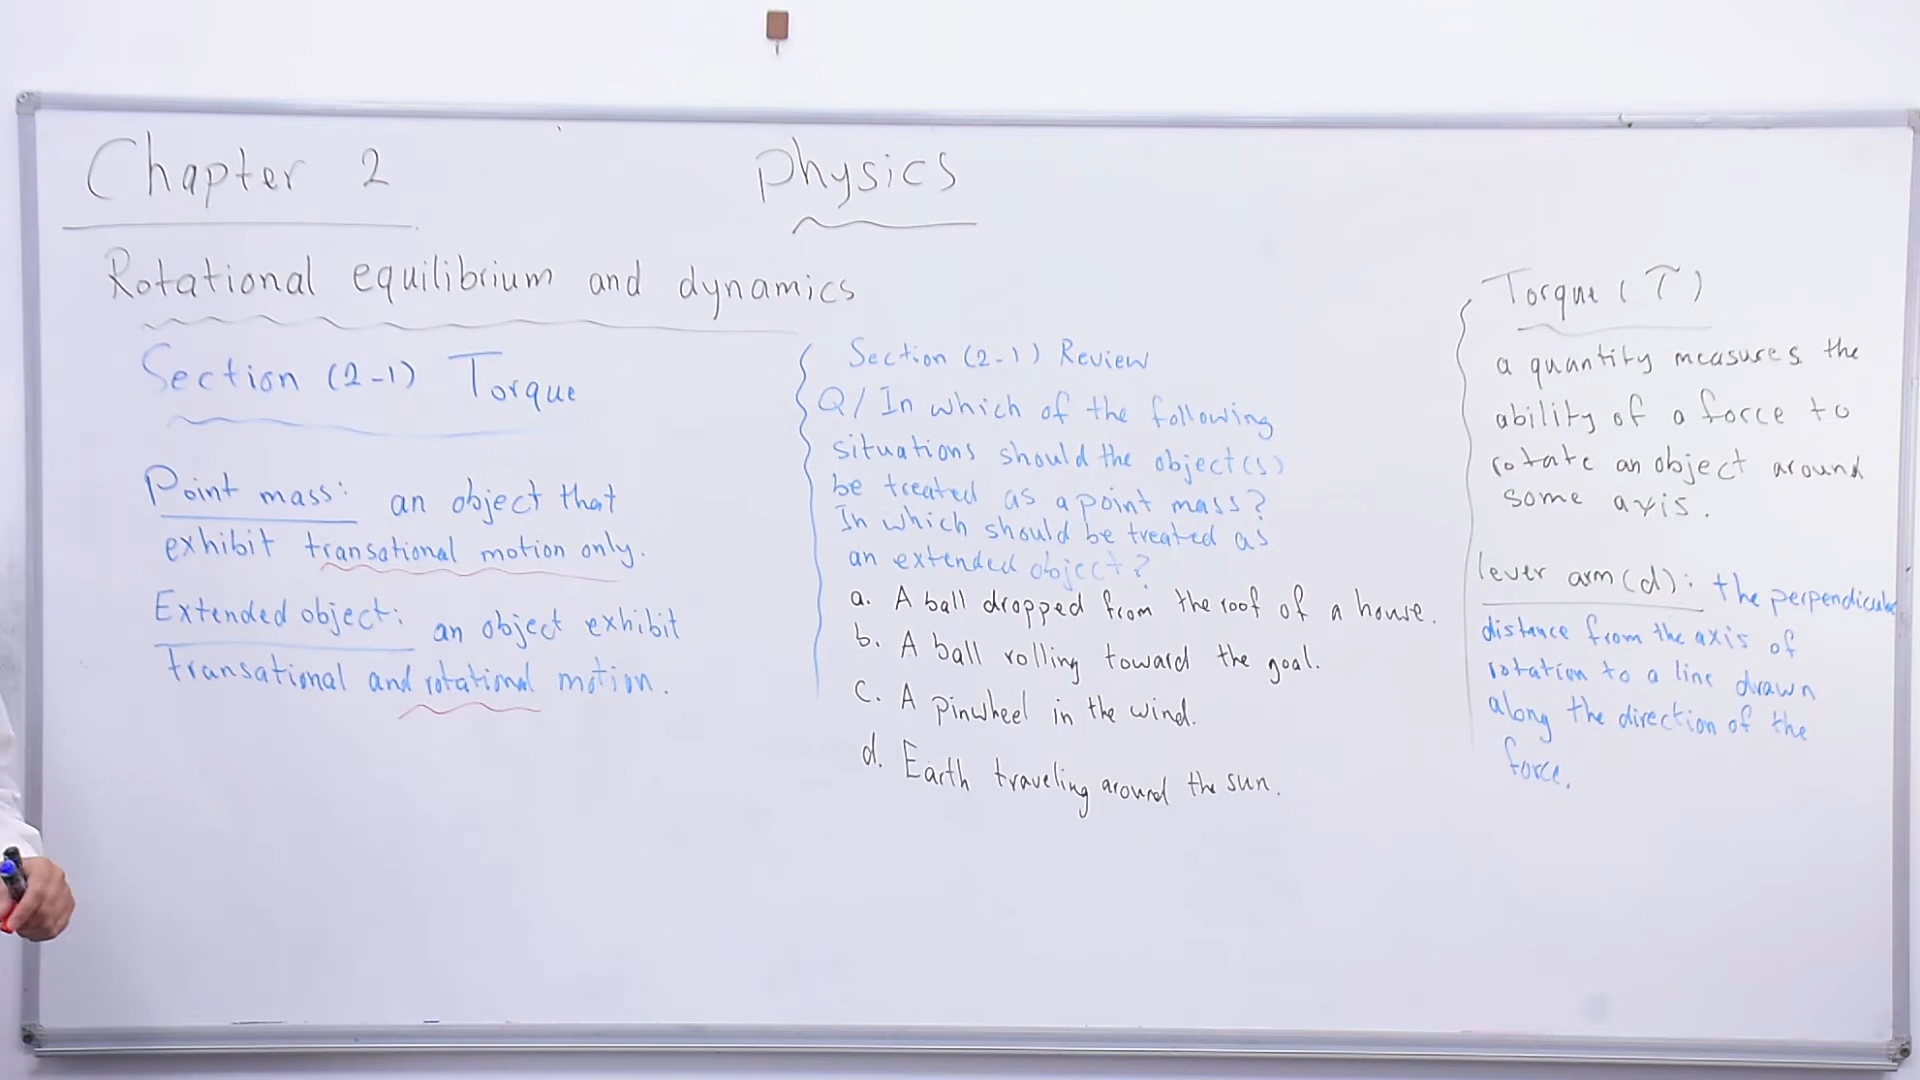 Chapter 2
Physics
Rotational equilibrium and dynamics
Section (2-1) Torque
Point mass: an object that
exhibit transational motion only.
Extended object: an object exhibit
transational and rotational motion.
Section (2-1) Review
Q/ In which of the following
situations should the object(s)
be treated as a point mass?
In which should be treated as
an extended object?
a. A ball dropped from the roof of a house.
b. A ball rolling toward the goal.
c. A pinwheel in the wind.
d. Earth traveling around the sun.
Torque (τ)
a quantity measures the
ability of a force to
rotate an object around
some axis.
lever arm (d): the perpendicular
distance from the axis of
rotation to a line drawn
along the direction of the
force.